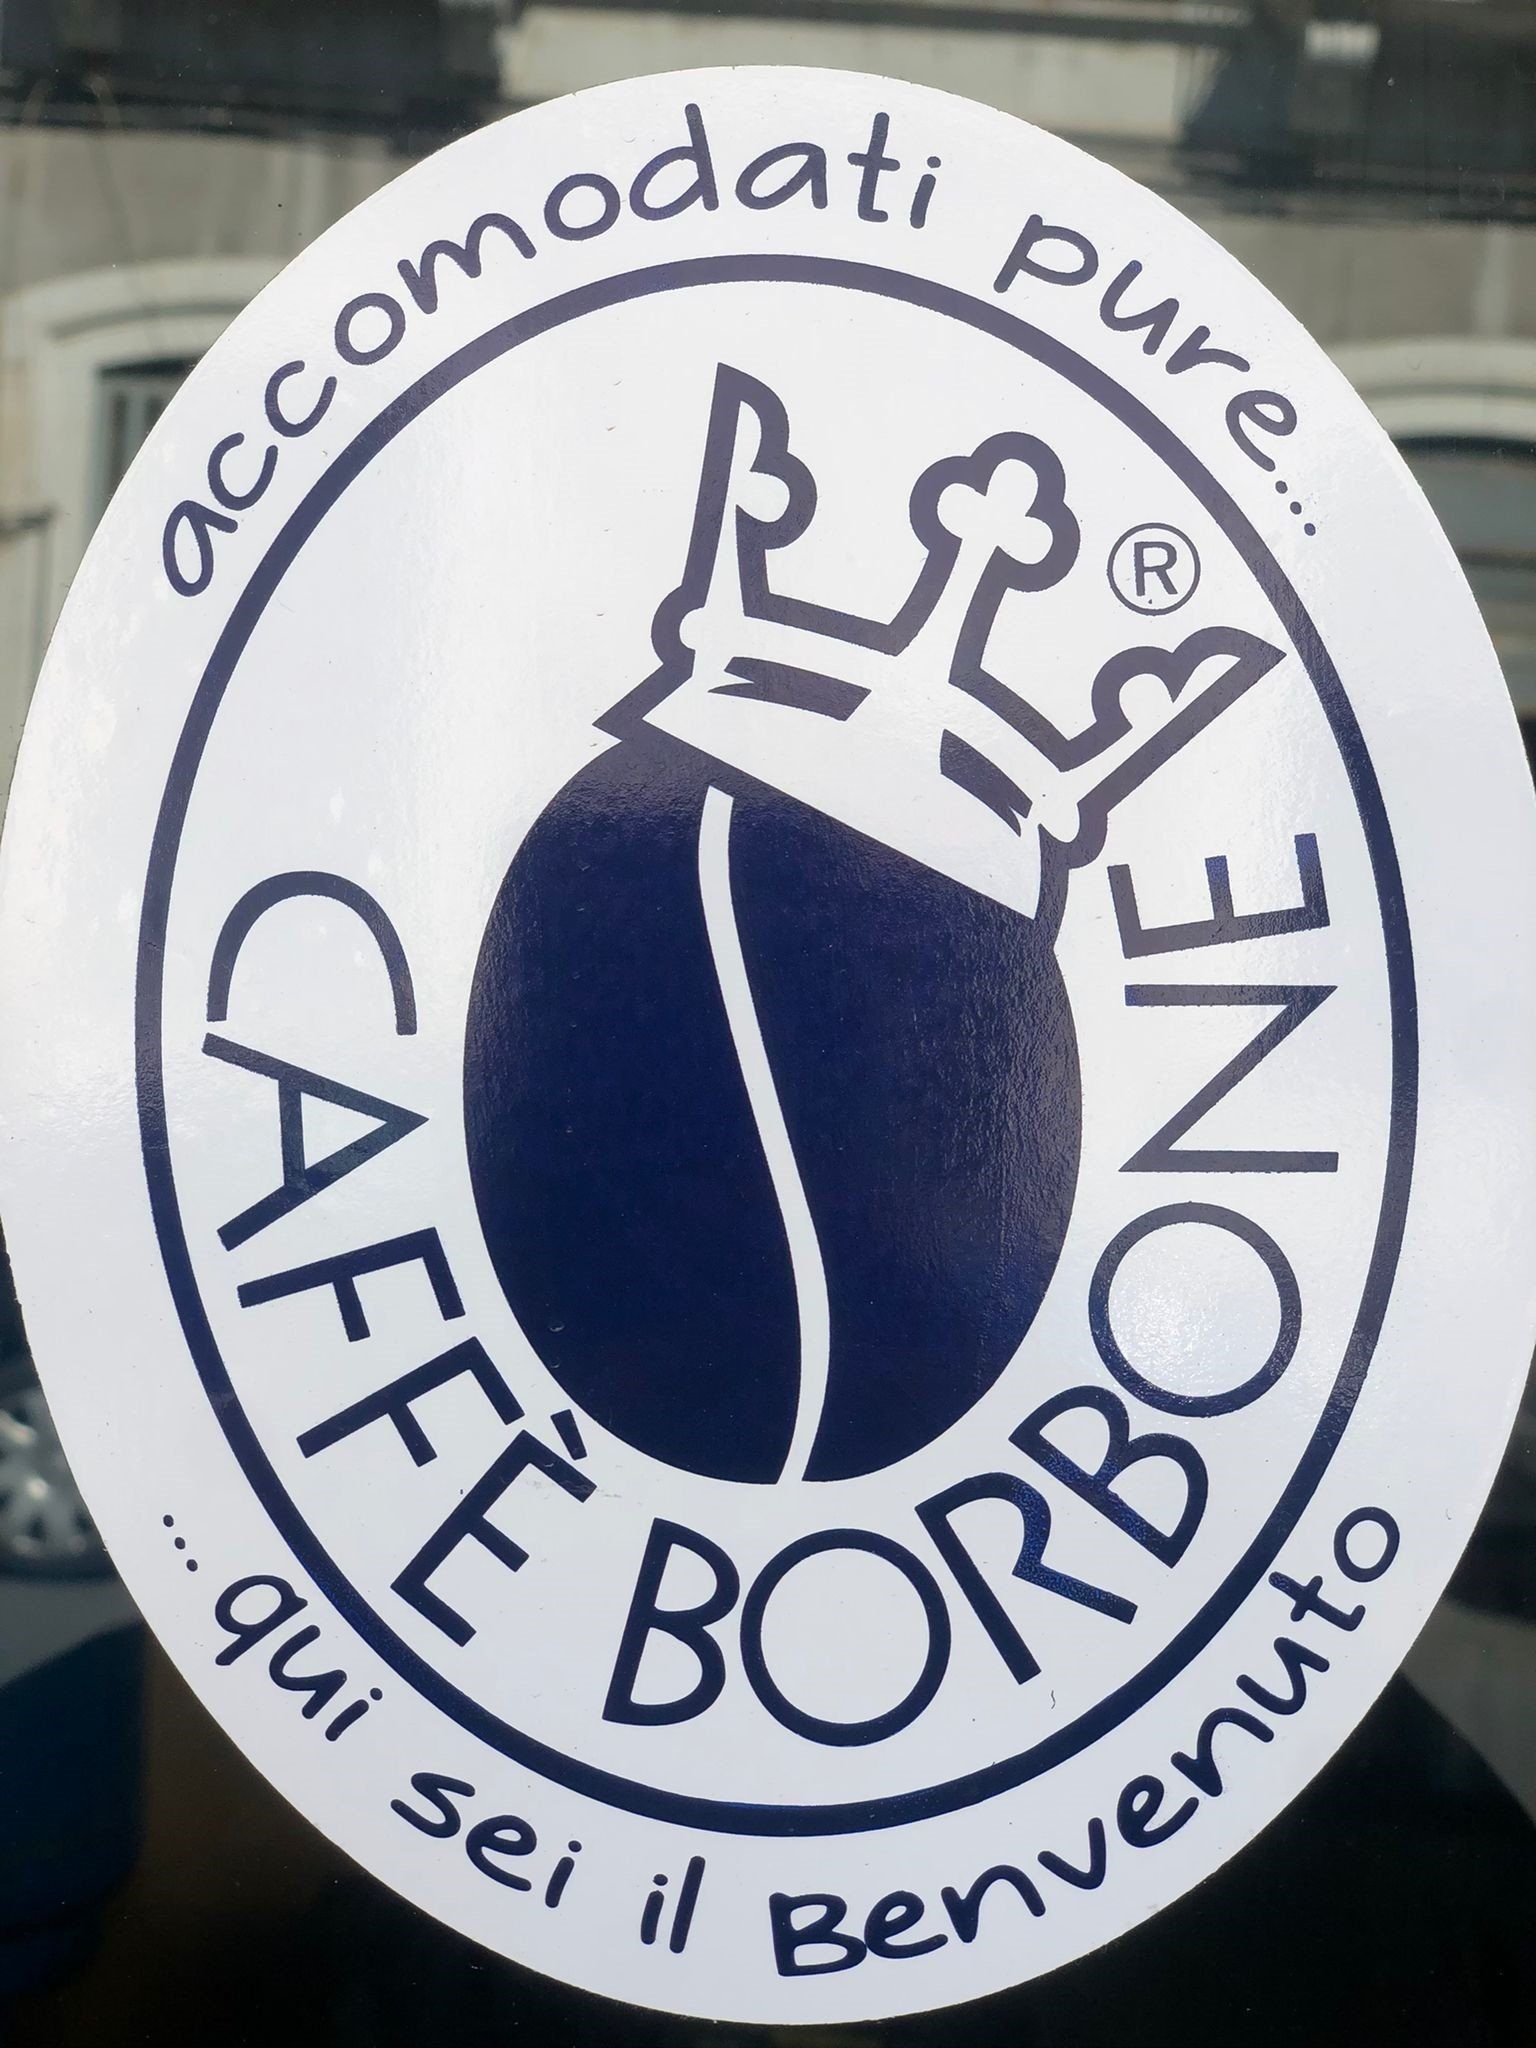 accomodati pure...
®
CAFFÈ BORBONE
...qui sei il Benvenuto